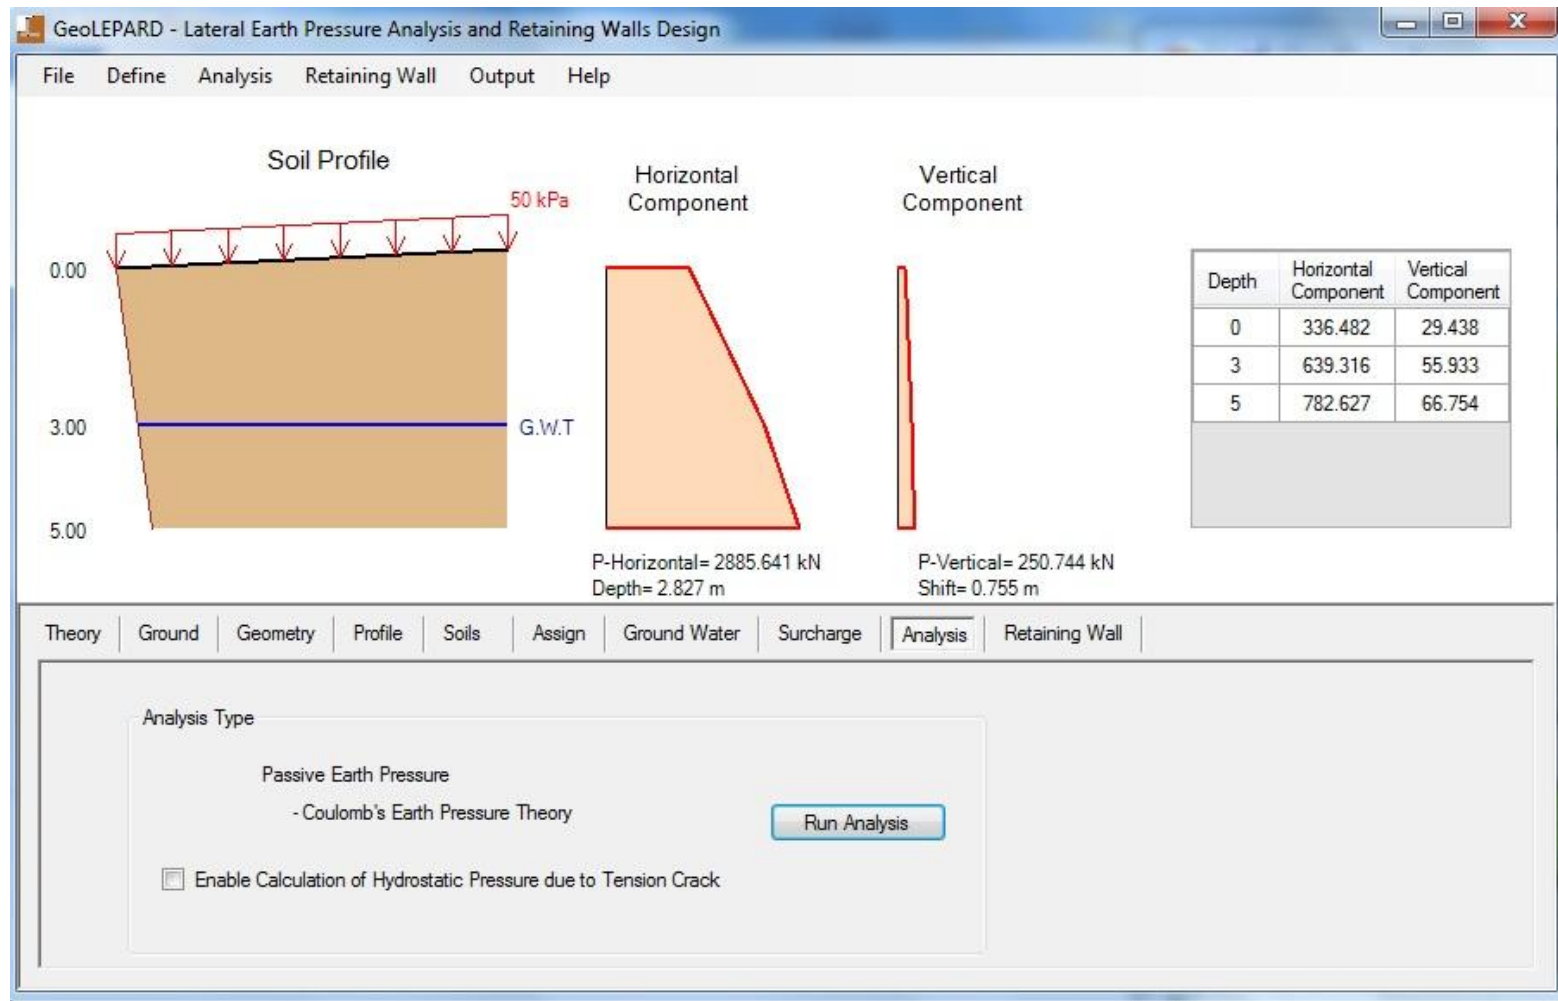 GeoLEPARD - Lateral Earth Pressure Analysis and Retaining Walls Design
File Define Analysis Retaining Wall Output Help
Soil Profile
50 kPa
0.00
3.00
G.W.T
5.00
Horizontal
Component
P-Horizontal= 2885.641 kN
Depth= 2.827 m
Vertical
Component
P-Vertical= 250.744 kN
Shift= 0.755 m
Depth Horizontal Component Vertical Component
0 336.482 29.438
3 639.316 55.933
5 782.627 66.754
Theory Ground Geometry Profile Soils Assign Ground Water Surcharge Analysis Retaining Wall
Analysis Type
Passive Earth Pressure
- Coulomb's Earth Pressure Theory
Run Analysis
Enable Calculation of Hydrostatic Pressure due to Tension Crack